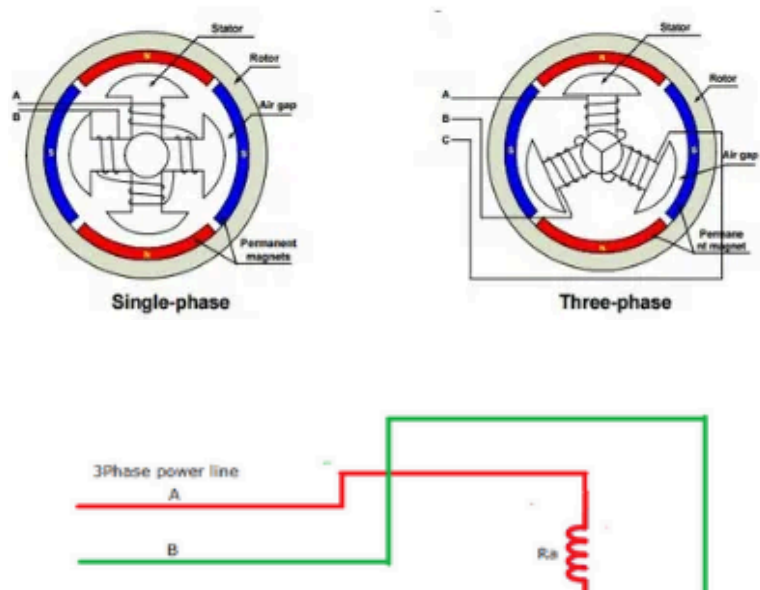 Stator
Rotor
A
B
Air gap
S
S
N
Permanent
magnets
Single-phase
Stator
Rotor
A
B
C
S
S
Air gap
N
Permane
nt magnet
Three-phase
3Phase power line
A
B
Ra